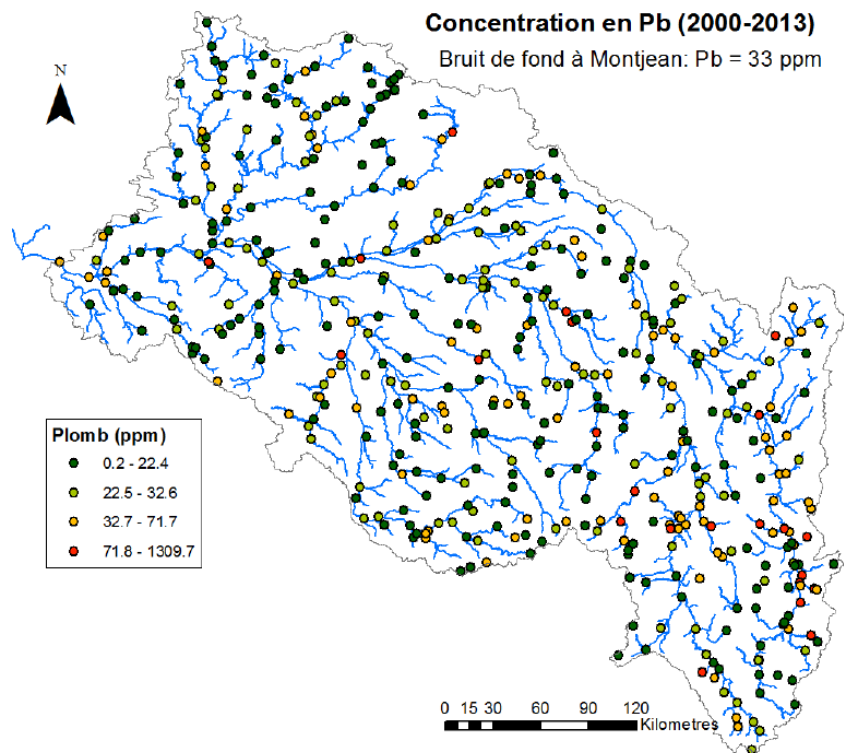 Concentration en Pb (2000-2013)
Bruit de fond à Montjean: Pb = 33 ppm
N
Plomb (ppm)
0.2 - 22.4
22.5 - 32.6
32.7 - 71.7
71.8 - 1309.7
0 15 30 60 90 120
Kilometres